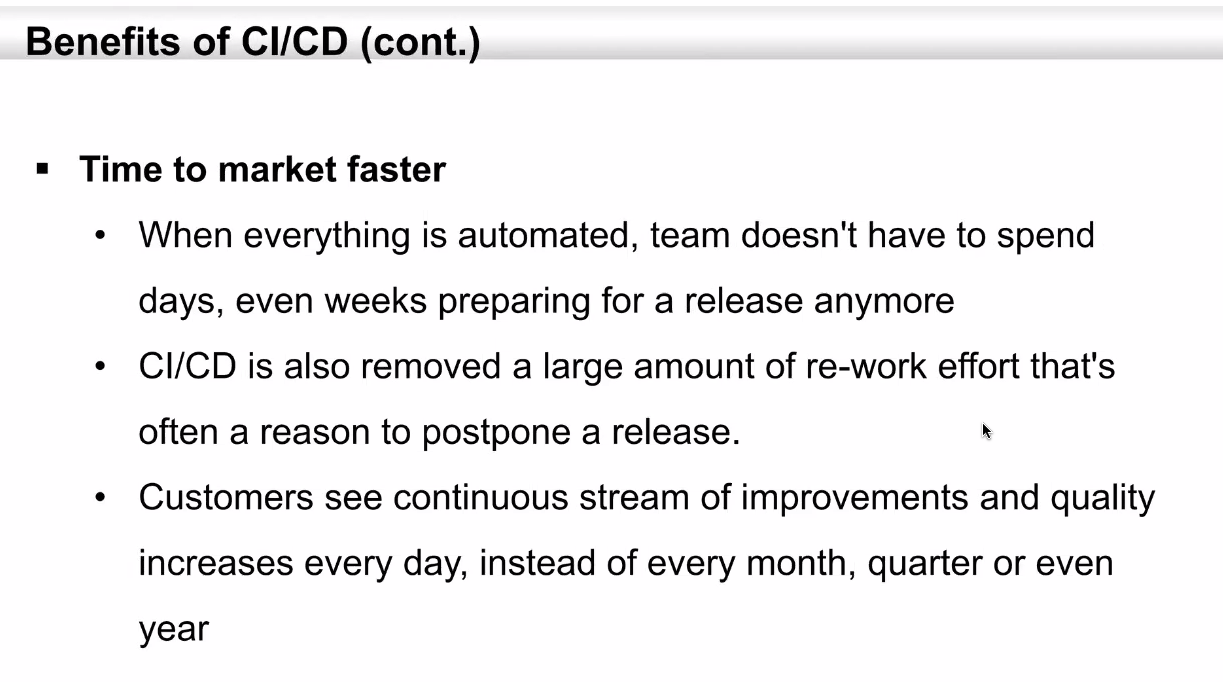 Benefits of CI/CD (cont.)
▪ Time to market faster
• When everything is automated, team doesn't have to spend
days, even weeks preparing for a release anymore
• CI/CD is also removed a large amount of re-work effort that's
often a reason to postpone a release.
• Customers see continuous stream of improvements and quality
increases every day, instead of every month, quarter or even
year